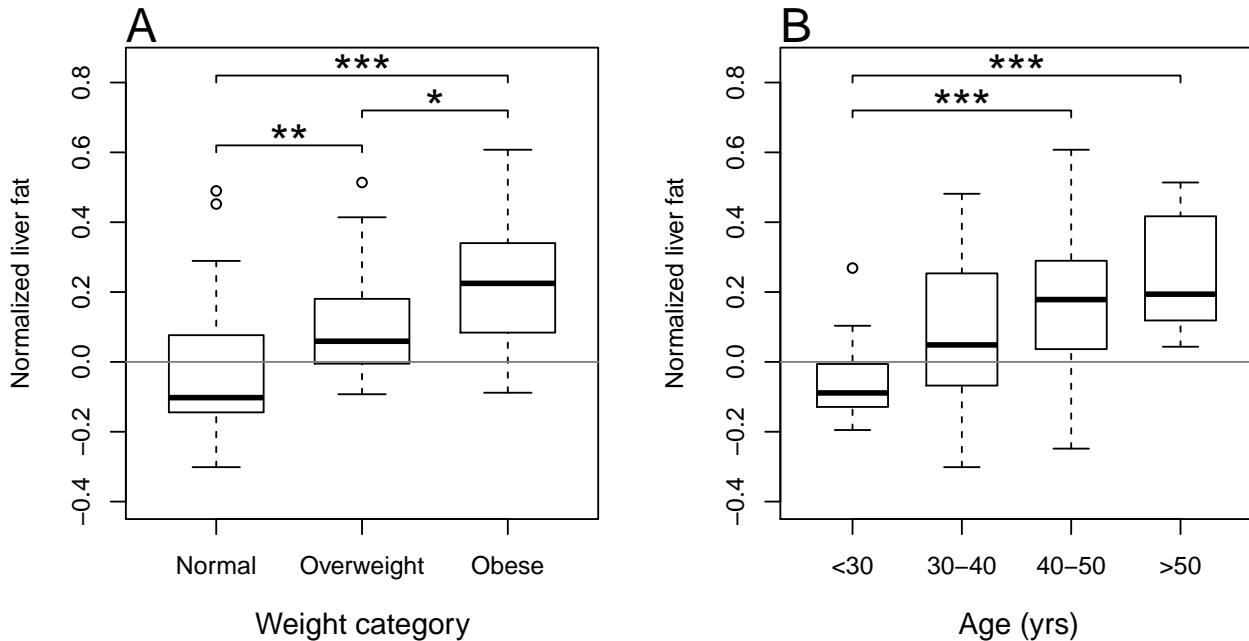 A
Normalized liver fat
0.8
0.6
0.4
0.2
0.0
−0.2
−0.4
***
*
**
Normal Overweight Obese
Weight category
B
Normalized liver fat
0.8
0.6
0.4
0.2
0.0
−0.2
−0.4
***
***
<30 30−40 40−50 >50
Age (yrs)